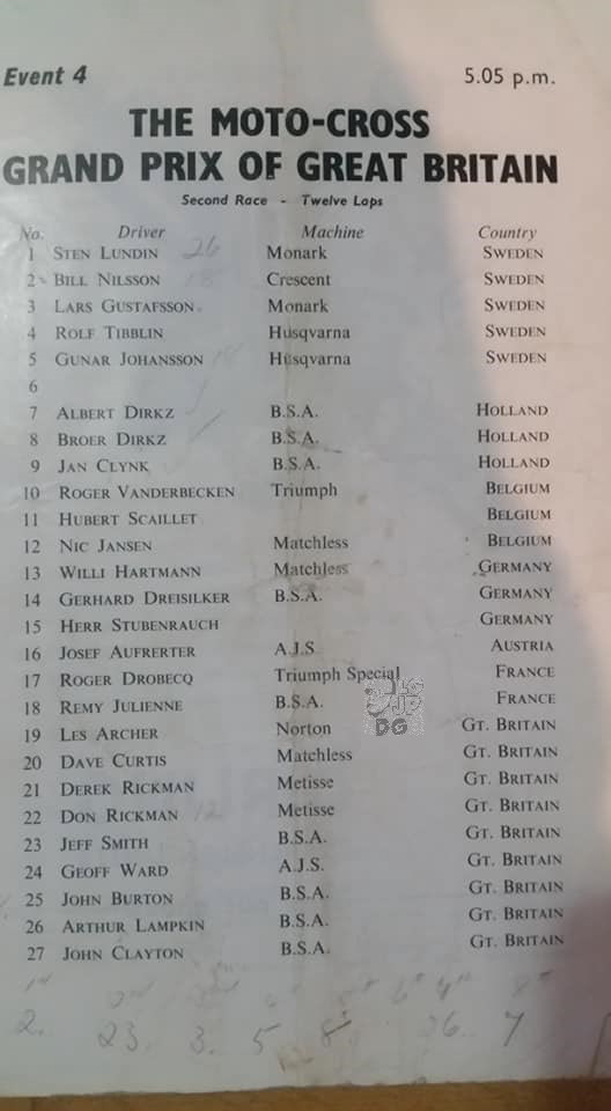 Event 4 5.05 p.m.
THE MOTO-CROSS
GRAND PRIX OF GREAT BRITAIN
Second Race - Twelve Laps
No. Driver Machine Country
1 STEN LUNDIN 26 Monark SWEDEN
2 BILL NILSSON Crescent SWEDEN
3 LARS GUSTAFSSON Monark SWEDEN
4 ROLF TIBBLIN Husqvarna SWEDEN
5 GUNAR JOHANSSON Husqvarna SWEDEN
6
7 ALBERT DIRKZ B.S.A. HOLLAND
8 BROER DIRKZ B.S.A. HOLLAND
9 JAN CLYNK B.S.A. HOLLAND
10 ROGER VANDERBECKEN Triumph BELGIUM
11 HUBERT SCAILLET BELGIUM
12 NIC JANSEN Matchless BELGIUM
13 WILLI HARTMANN Matchless GERMANY
14 GERHARD DREISILKER B.S.A. GERMANY
15 HERR STUBENRAUCH GERMANY
16 JOSEF AUFRERTER A.J.S AUSTRIA
17 ROGER DROBECQ Triumph Special FRANCE
18 REMY JULIENNE B.S.A. FRANCE
19 LES ARCHER Norton GT. BRITAIN
20 DAVE CURTIS Matchless GT. BRITAIN
21 DEREK RICKMAN Metisse GT. BRITAIN
22 DON RICKMAN 12 Metisse GT. BRITAIN
23 JEFF SMITH B.S.A. GT. BRITAIN
24 GEOFF WARD A.J.S. GT. BRITAIN
25 JOHN BURTON B.S.A. GT. BRITAIN
26 ARTHUR LAMPKIN B.S.A. GT. BRITAIN
27 JOHN CLAYTON B.S.A. GT. BRITAIN
2. 23. 3. 5 8 26. 7
DG